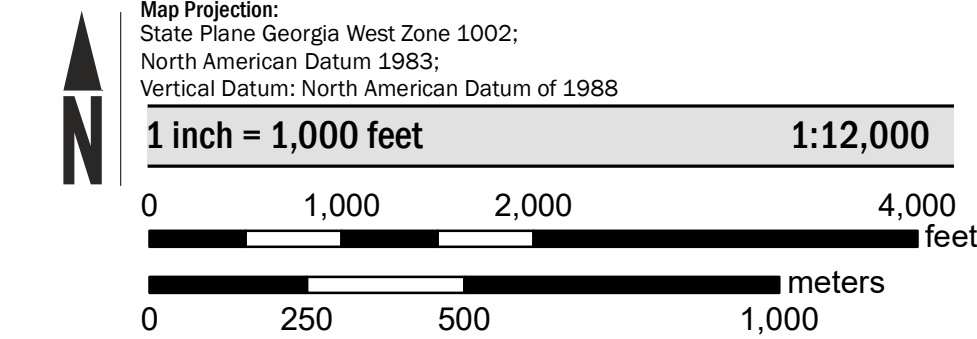 Map Projection:
State Plane Georgia West Zone 1002;
North American Datum 1983;
Vertical Datum: North American Datum of 1988
N
1 inch = 1,000 feet 1:12,000
0 1,000 2,000 4,000
feet
meters
0 250 500 1,000